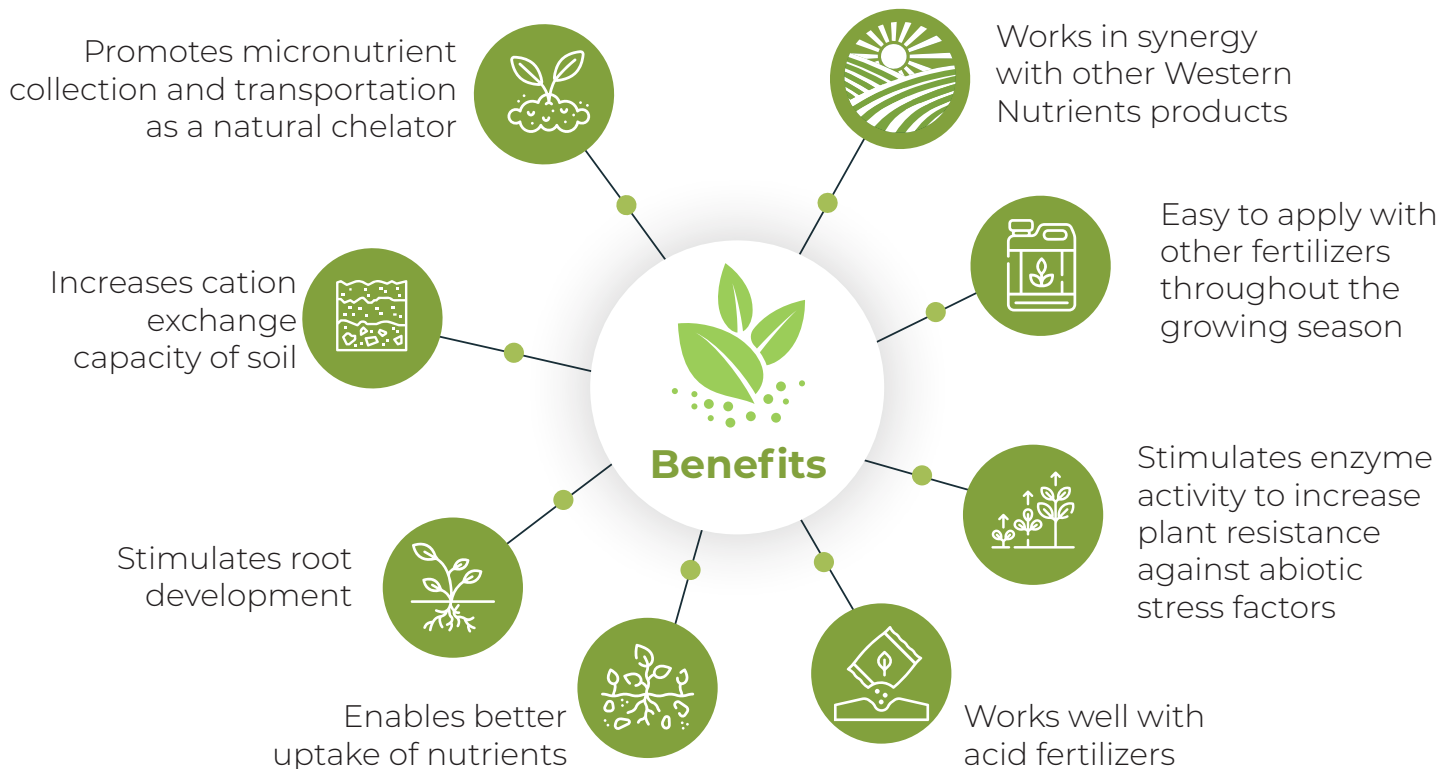 Promotes micronutrient
collection and transportation
as a natural chelator
Works in synergy
with other Western
Nutrients products
Increases cation
exchange
capacity of soil
Easy to apply with
other fertilizers
throughout the
growing season
Benefits
Stimulates root
development
Stimulates enzyme
activity to increase
plant resistance
against abiotic
stress factors
Enables better
uptake of nutrients
Works well with
acid fertilizers